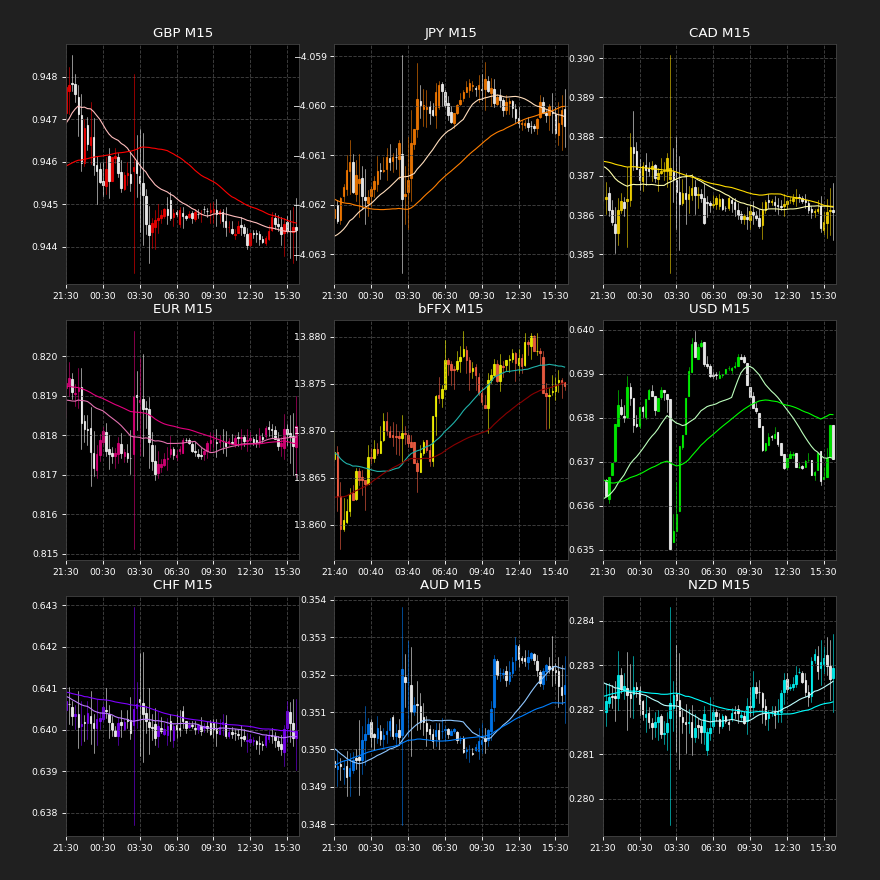 GBP M15
0.948
0.947
0.946
0.945
0.944
21:30 00:30 03:30 06:30 09:30 12:30 15:30
JPY M15
−4.059
−4.060
−4.061
−4.062
−4.063
21:30 00:30 03:30 06:30 09:30 12:30 15:30
CAD M15
0.390
0.389
0.388
0.387
0.386
0.385
21:30 00:30 03:30 06:30 09:30 12:30 15:30
EUR M15
0.820
0.819
0.818
0.817
0.816
0.815
21:30 00:30 03:30 06:30 09:30 12:30 15:30
bFFX M15
13.880
13.875
13.870
13.865
13.860
21:40 00:40 03:40 06:40 09:40 12:40 15:40
USD M15
0.640
0.639
0.638
0.637
0.636
0.635
21:30 00:30 03:30 06:30 09:30 12:30 15:30
CHF M15
0.643
0.642
0.641
0.640
0.639
0.638
21:30 00:30 03:30 06:30 09:30 12:30 15:30
AUD M15
0.354
0.353
0.352
0.351
0.350
0.349
0.348
21:30 00:30 03:30 06:30 09:30 12:30 15:30
NZD M15
0.284
0.283
0.282
0.281
0.280
21:30 00:30 03:30 06:30 09:30 12:30 15:30